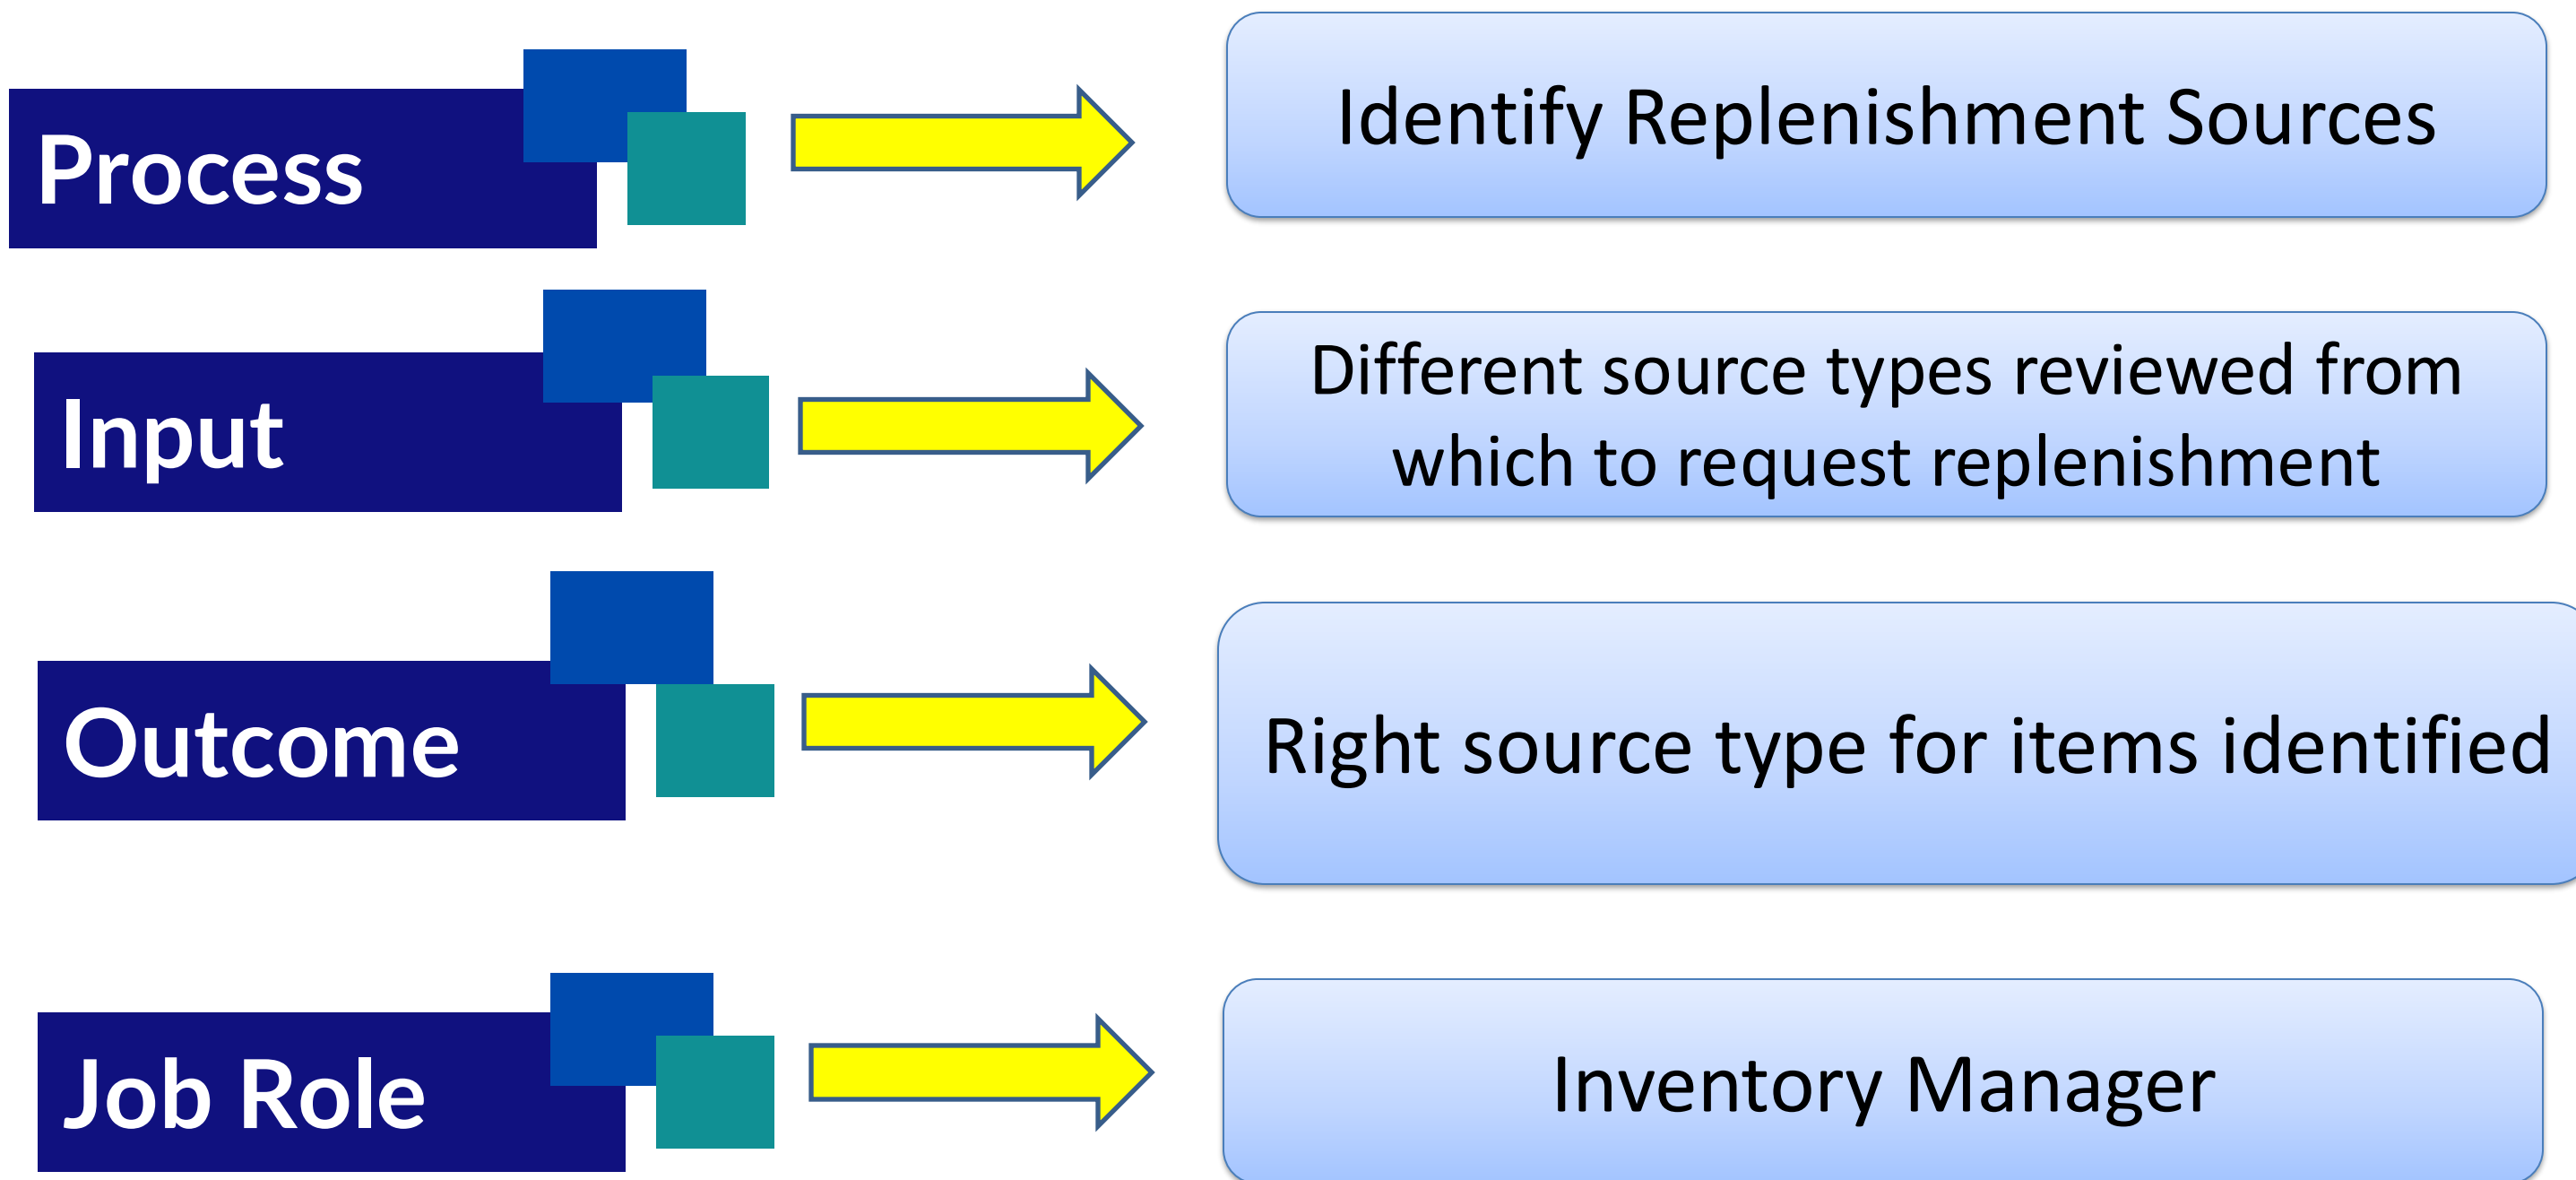 Process
Identify Replenishment Sources
Input
Different source types reviewed from
which to request replenishment
Outcome
Right source type for items identified
Job Role
Inventory Manager